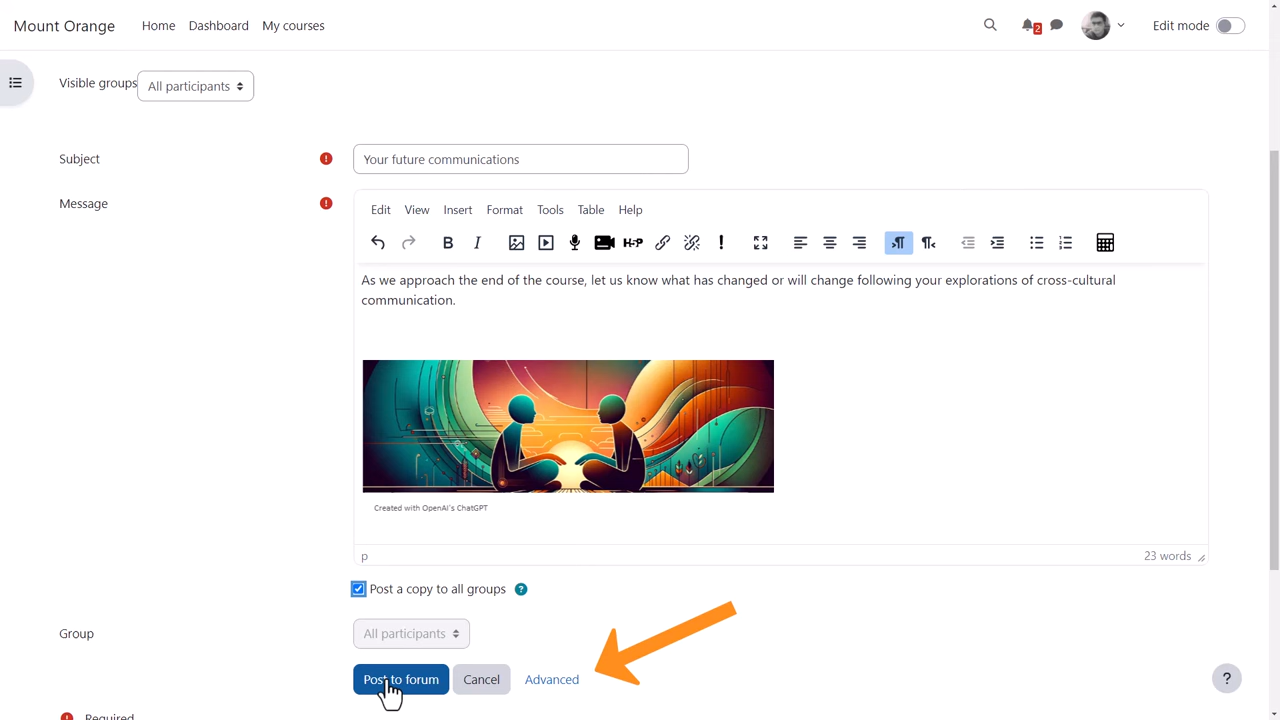 Mount Orange Home Dashboard My courses 2 Edit mode
Visible groups All participants
Subject Your future communications
Message
Edit View Insert Format Tools Table Help
B I H5P
As we approach the end of the course, let us know what has changed or will change following your explorations of cross-cultural
communication.
Created with OpenAI's ChatGPT
p 23 words
Post a copy to all groups ?
Group All participants
Post to forum Cancel Advanced ?
Required